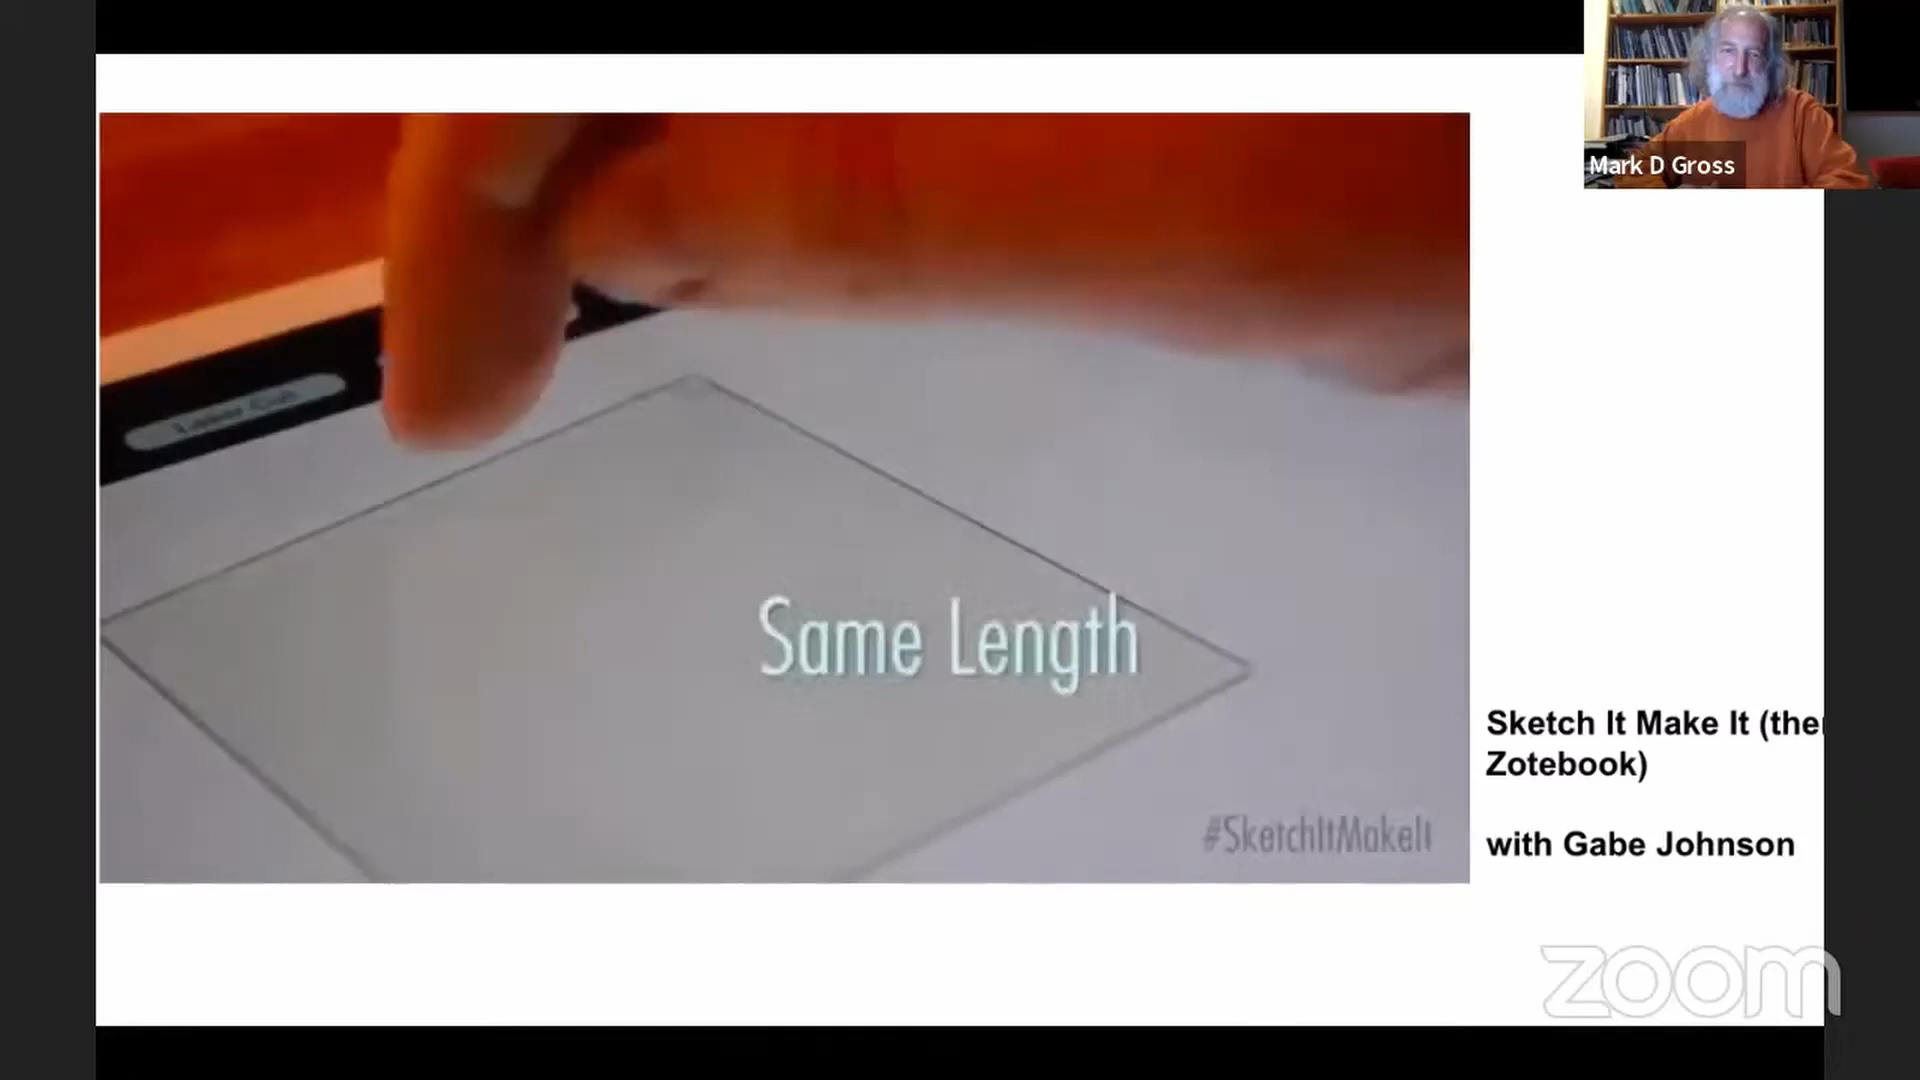 Mark D Gross
Same Length
#SketchItMakeIt
Sketch It Make It (the
Zotebook)
with Gabe Johnson
zoom